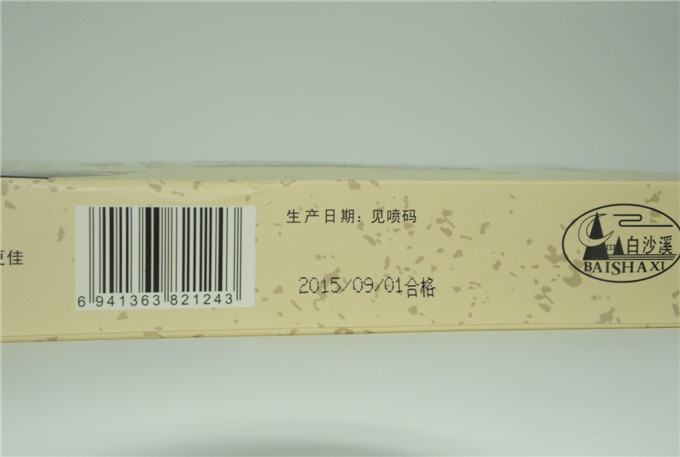 更佳
6 941363 821243
生产日期：见喷码
2015/09/01合格
白沙溪
BAISHAXI